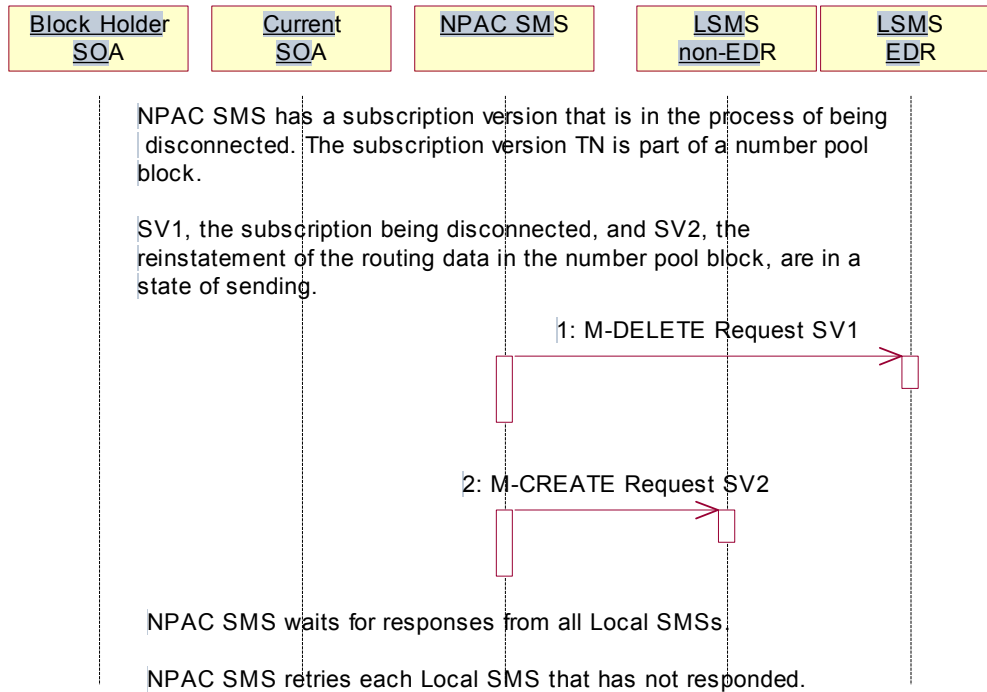 Block Holder
SOA
Current
SOA
NPAC SMS
LSMS
non-EDR
LSMS
EDR
NPAC SMS has a subscription version that is in the process of being
disconnected. The subscription version TN is part of a number pool
block.
SV1, the subscription being disconnected, and SV2, the
reinstatement of the routing data in the number pool block, are in a
state of sending.
1: M-DELETE Request SV1
2: M-CREATE Request SV2
NPAC SMS waits for responses from all Local SMSs.
NPAC SMS retries each Local SMS that has not responded.